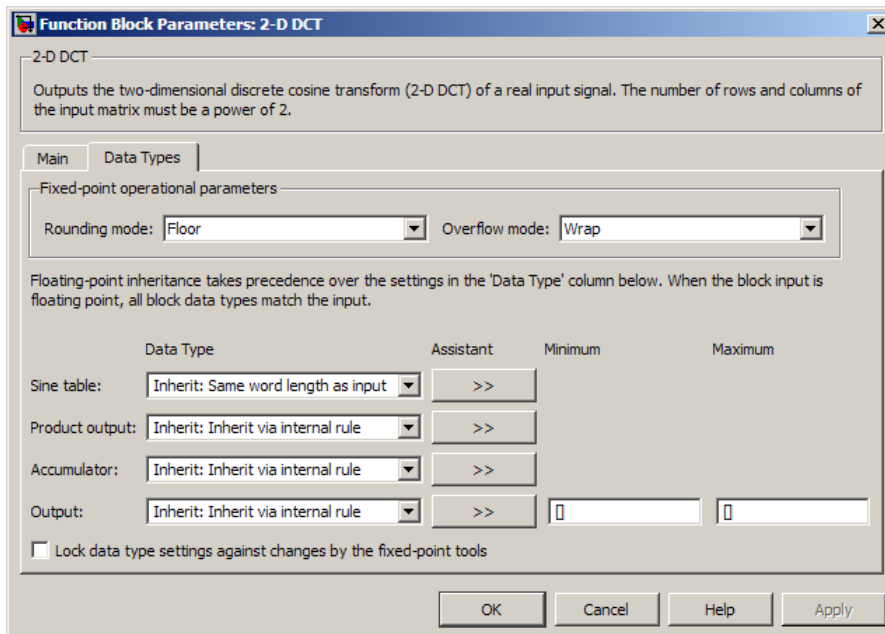 Function Block Parameters: 2-D DCT
2-D DCT
Outputs the two-dimensional discrete cosine transform (2-D DCT) of a real input signal. The number of rows and columns of
the input matrix must be a power of 2.
Main Data Types
Fixed-point operational parameters
Rounding mode: Floor Overflow mode: Wrap
Floating-point inheritance takes precedence over the settings in the 'Data Type' column below. When the block input is
floating point, all block data types match the input.
Data Type Assistant Minimum Maximum
Sine table: Inherit: Same word length as input >>
Product output: Inherit: Inherit via internal rule >>
Accumulator: Inherit: Inherit via internal rule >>
Output: Inherit: Inherit via internal rule >> [] []
Lock data type settings against changes by the fixed-point tools
OK Cancel Help Apply